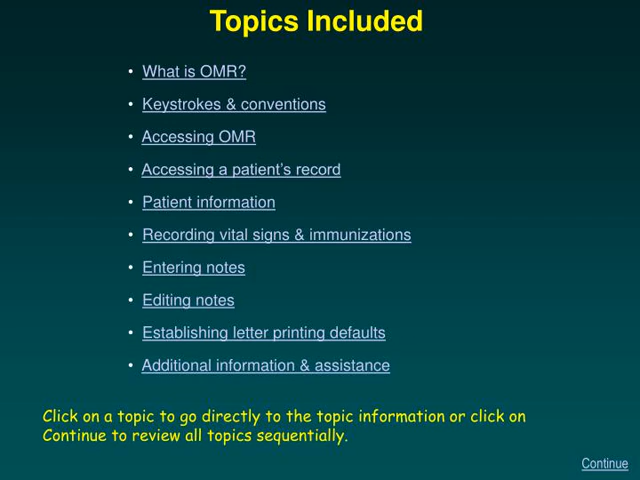 Topics Included
• What is OMR?
• Keystrokes & conventions
• Accessing OMR
• Accessing a patient’s record
• Patient information
• Recording vital signs & immunizations
• Entering notes
• Editing notes
• Establishing letter printing defaults
• Additional information & assistance
Click on a topic to go directly to the topic information or click on
Continue to review all topics sequentially.
Continue